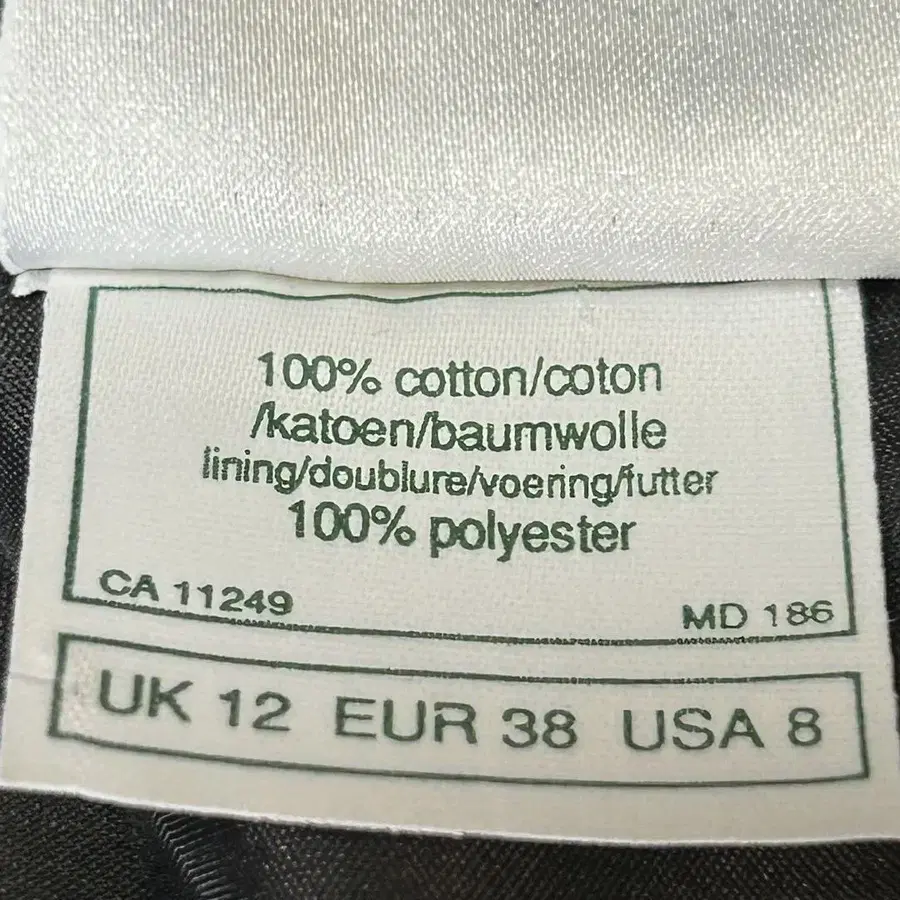 100% cotton/coton
/katoen/baumwolle
lining/doublure/voering/futter
100% polyester
CA 11249
MD 186
UK 12 EUR 38 USA 8